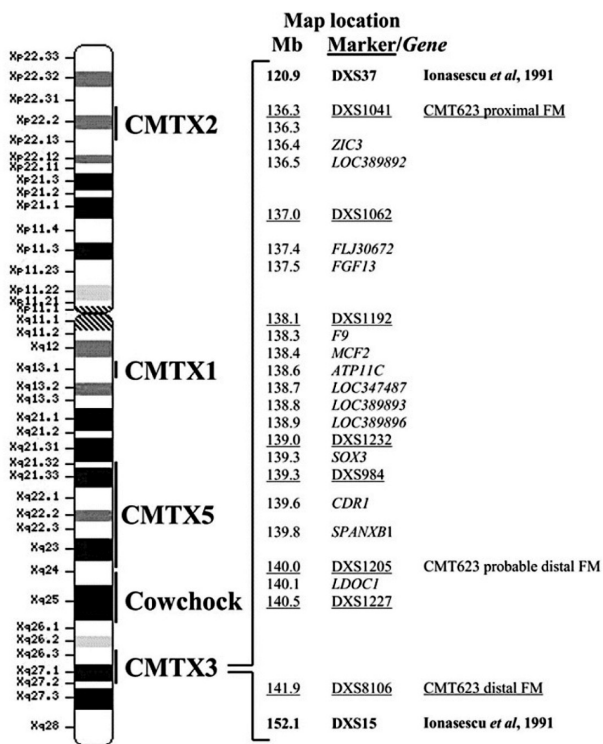 Map location
Mb Marker/Gene
120.9 DXS37 Ionasescu et al, 1991
136.3 DXS1041 CMT623 proximal FM
136.3
136.4 ZIC3
136.5 LOC389892
137.0 DXS1062
137.4 FLJ30672
137.5 FGF13
138.1 DXS1192
138.3 F9
138.4 MCF2
138.6 ATP11C
138.7 LOC347487
138.8 LOC389893
138.9 LOC389896
139.0 DXS1232
139.3 SOX3
139.3 DXS984
139.6 CDR1
139.8 SPANXB1
140.0 DXS1205 CMT623 probable distal FM
140.1 LDOC1
140.5 DXS1227
141.9 DXS8106 CMT623 distal FM
152.1 DXS15 Ionasescu et al, 1991
Xp22.33
Xp22.32
Xp22.31
Xp22.2
Xp22.13
Xp22.12
Xp22.11
Xp21.3
Xp21.2
Xp21.1
Xp11.4
Xp11.3
Xp11.23
Xp11.22
Xp11.21
Xp11.1
Xq11.1
Xq11.2
Xq12
Xq13.1
Xq13.2
Xq13.3
Xq21.1
Xq21.2
Xq21.31
Xq21.32
Xq21.33
Xq22.1
Xq22.2
Xq22.3
Xq23
Xq24
Xq25
Xq26.1
Xq26.2
Xq26.3
Xq27.1
Xq27.2
Xq27.3
Xq28
CMTX2
CMTX1
CMTX5
Cowchock
CMTX3